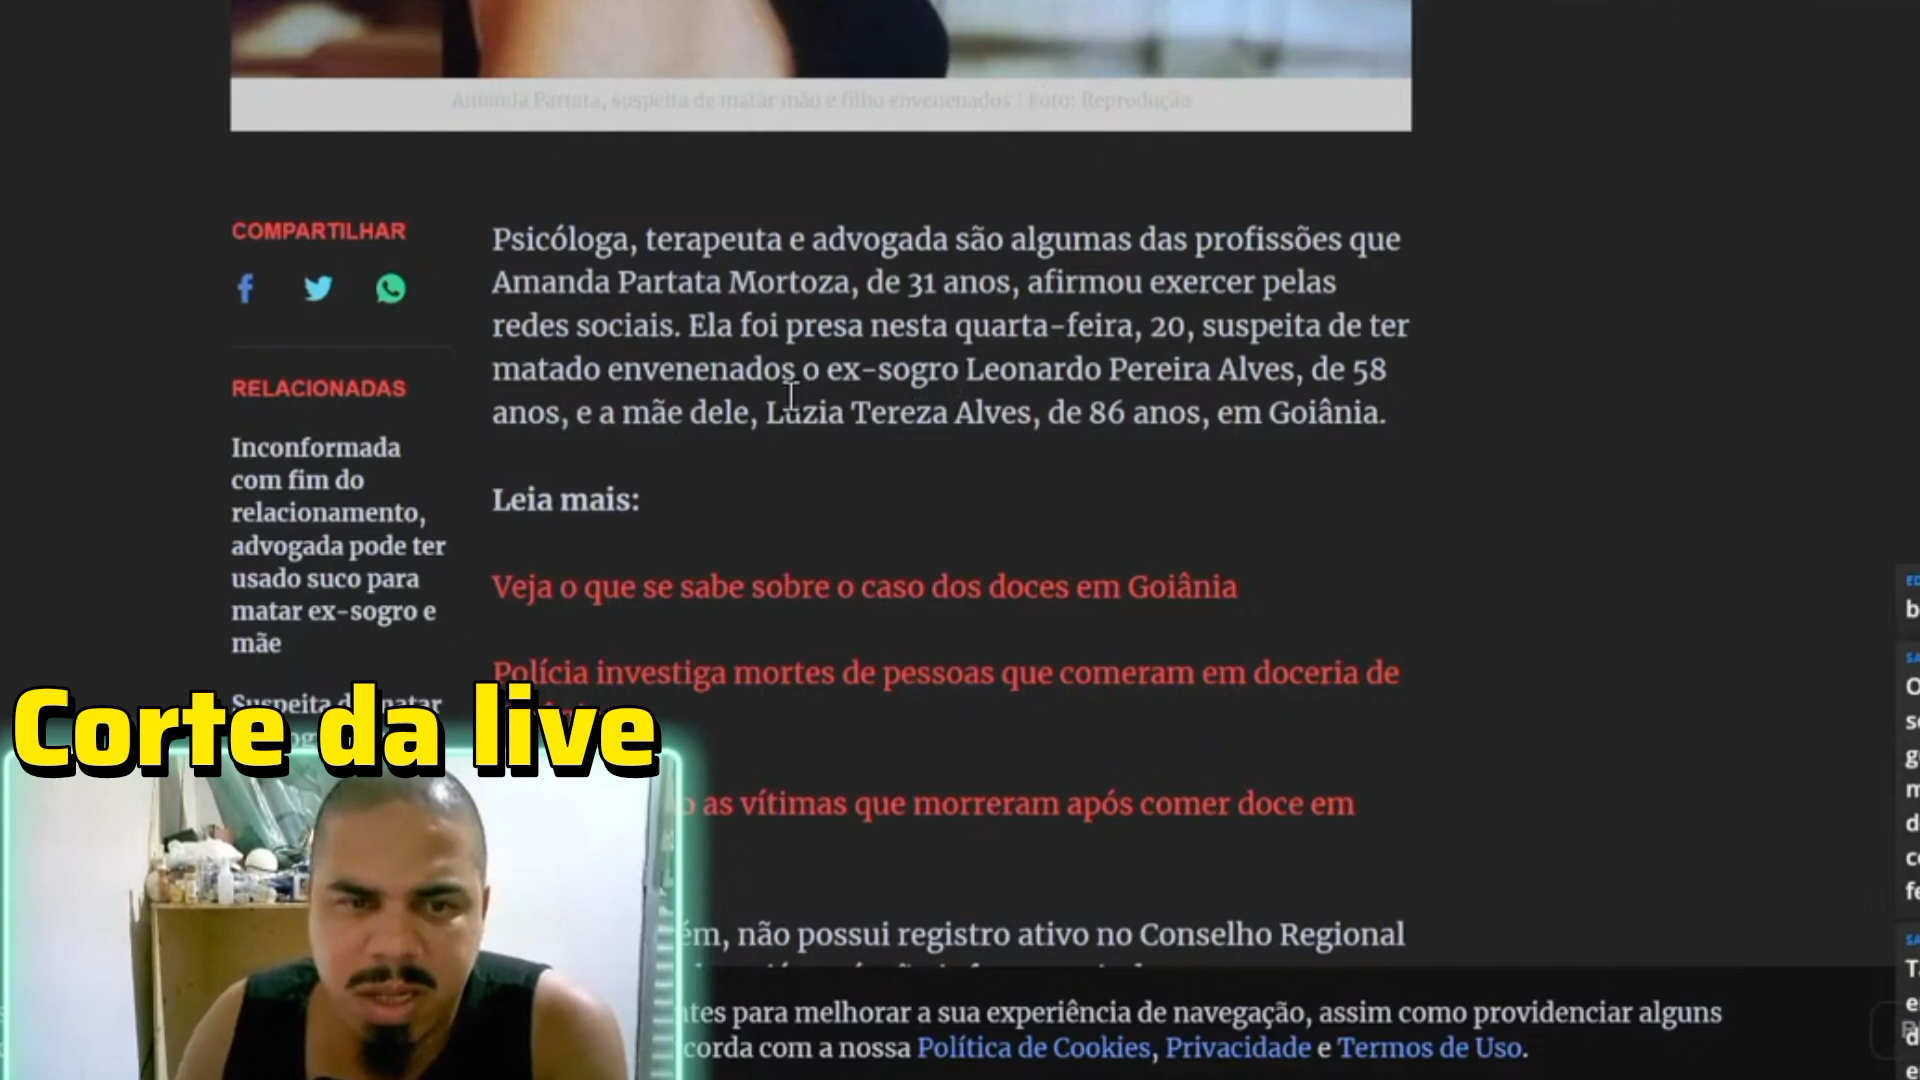 Amanda Partata, suspeita de matar mão e filho envenenados | Foto: Reprodução
COMPARTILHAR
RELACIONADAS
Inconformada
com fim do
relacionamento,
advogada pode ter
usado suco para
matar ex-sogro e
mãe
Suspeita de matar
Psicóloga, terapeuta e advogada são algumas das profissões que
Amanda Partata Mortoza, de 31 anos, afirmou exercer pelas
redes sociais. Ela foi presa nesta quarta-feira, 20, suspeita de ter
matado envenenados o ex-sogro Leonardo Pereira Alves, de 58
anos, e a mãe dele, Luzia Tereza Alves, de 86 anos, em Goiânia.
Leia mais:
Veja o que se sabe sobre o caso dos doces em Goiânia
Polícia investiga mortes de pessoas que comeram em doceria de
as vítimas que morreram após comer doce em
não possui registro ativo no Conselho Regional
para melhorar a sua experiência de navegação, assim como providenciar alguns
com a nossa Política de Cookies, Privacidade e Termos de Uso.
Corte da live